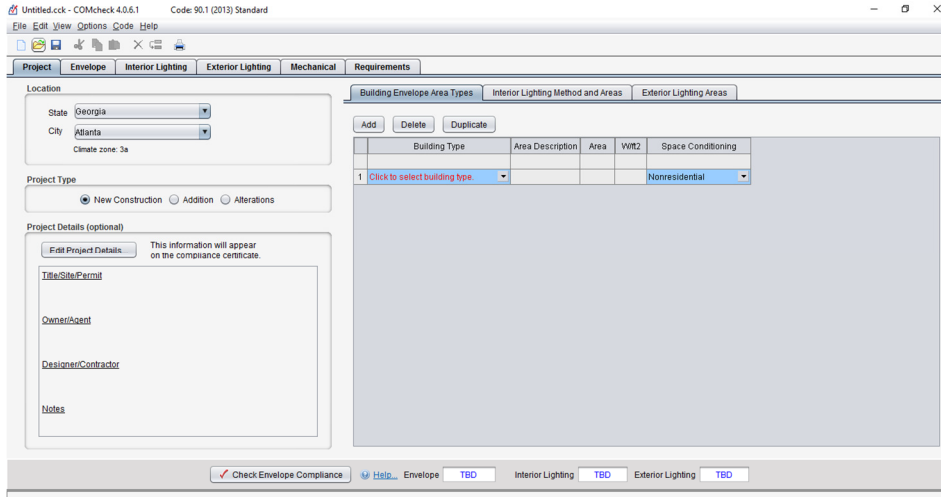 Untitled.cck - COMcheck 4.0.6.1 Code: 90.1 (2013) Standard
File Edit View Options Code Help
Project Envelope Interior Lighting Exterior Lighting Mechanical Requirements
Location
State Georgia
City Atlanta
Climate zone: 3a
Project Type
New Construction Addition Alterations
Project Details (optional)
Edit Project Details... This information will appear
on the compliance certificate.
Title/Site/Permit
Owner/Agent
Designer/Contractor
Notes
Building Envelope Area Types Interior Lighting Method and Areas Exterior Lighting Areas
Add Delete Duplicate
Building Type Area Description Area W/ft2 Space Conditioning
1 Click to select building type. Nonresidential
Check Envelope Compliance Help... Envelope TBD Interior Lighting TBD Exterior Lighting TBD